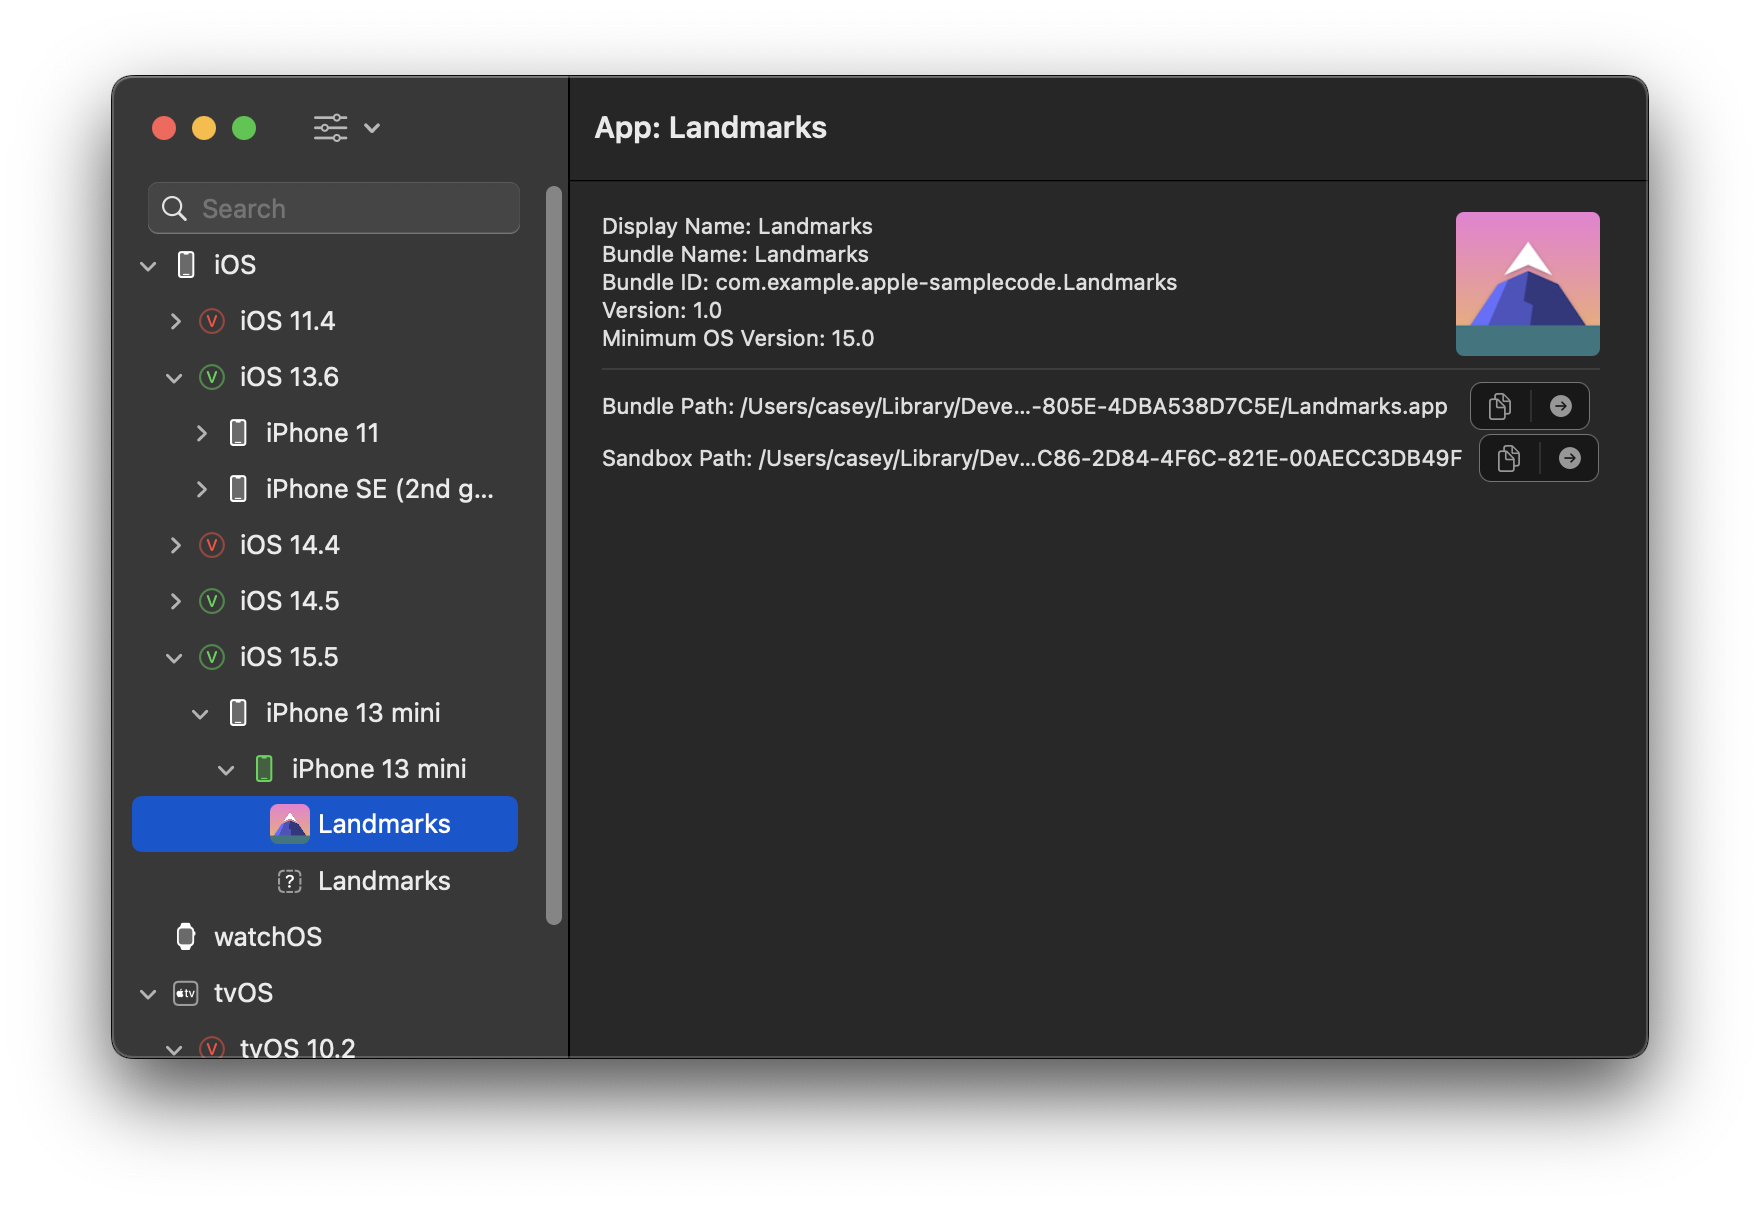 App: Landmarks
Search
iOS
V iOS 11.4
V iOS 13.6
iPhone 11
iPhone SE (2nd g...
V iOS 14.4
V iOS 14.5
V iOS 15.5
iPhone 13 mini
iPhone 13 mini
Landmarks
? Landmarks
watchOS
tv tvOS
V tvOS 10.2
Display Name: Landmarks
Bundle Name: Landmarks
Bundle ID: com.example.apple-samplecode.Landmarks
Version: 1.0
Minimum OS Version: 15.0
Bundle Path: /Users/casey/Library/Deve...-805E-4DBA538D7C5E/Landmarks.app
Sandbox Path: /Users/casey/Library/Dev...C86-2D84-4F6C-821E-00AECC3DB49F